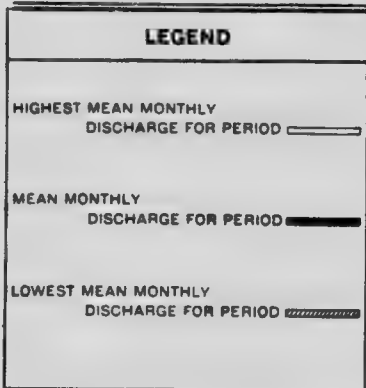 LEGEND
HIGHEST MEAN MONTHLY
DISCHARGE FOR PERIOD
MEAN MONTHLY
DISCHARGE FOR PERIOD
LOWEST MEAN MONTHLY
DISCHARGE FOR PERIOD